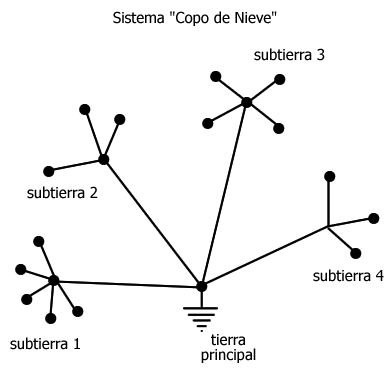 Sistema "Copo de Nieve"
subtierra 3
subtierra 2
subtierra 4
subtierra 1
tierra
principal